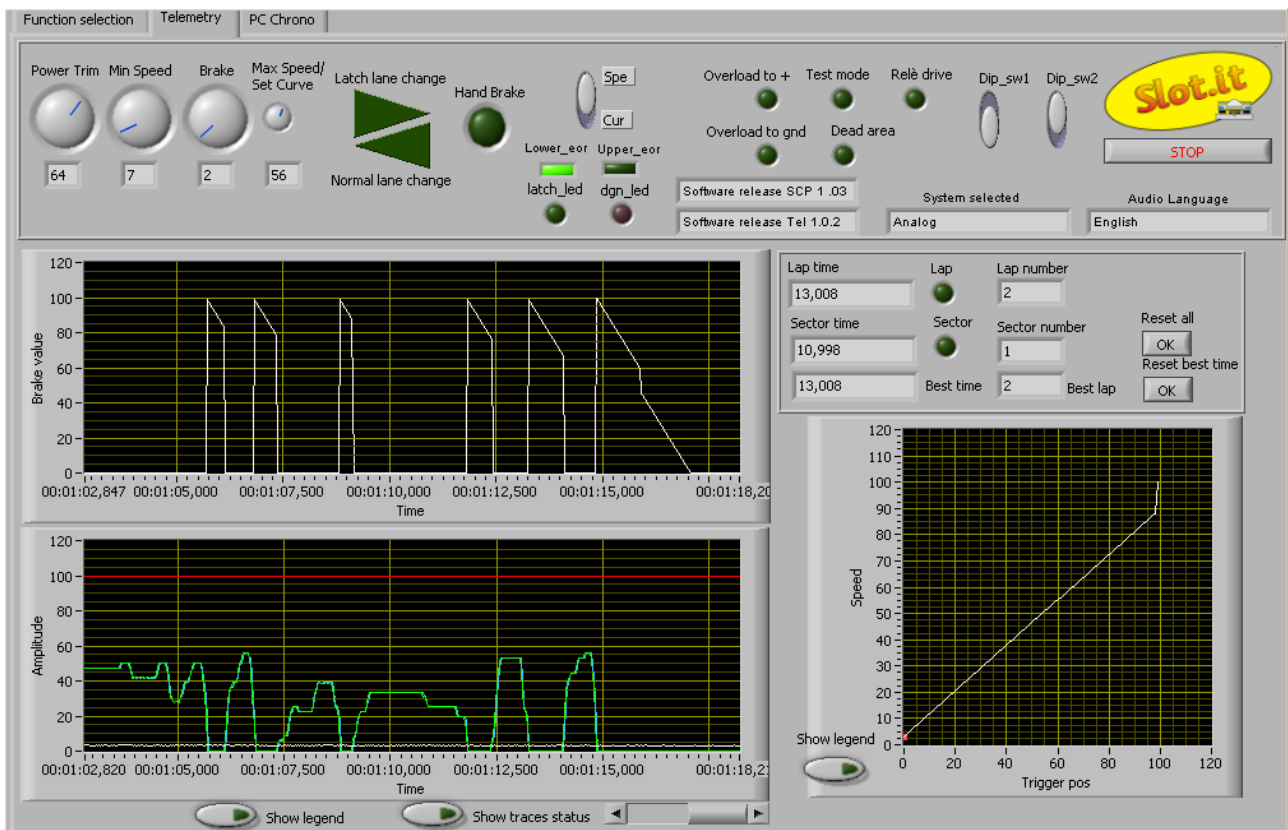 Function selection Telemetry PC Chrono
Power Trim Min Speed Brake Max Speed/
Set Curve
Latch lane change
Hand Brake
Spe
Cur
Overload to + Test mode Relè drive Dip_sw1 Dip_sw2
Slot.it
Overload to gnd Dead area
STOP
64 7 2 56
Normal lane change
Lower_eor Upper_eor
latch_led dgn_led
Software release SCP 1 .03
Software release Tel 1.0.2
System selected
Analog
Audio Language
English
120
100
80
60
40
20
0
Brake value
00:01:02,847 00:01:05,000 00:01:07,500 00:01:10,000 00:01:12,500 00:01:15,000 00:01:18,20
Time
Lap time Lap Lap number
13,008 2
Sector time Sector Sector number Reset all
10,998 1 OK
Reset best time
13,008 Best time 2 Best lap OK
120
100
80
60
40
20
0
Amplitude
00:01:02,820 00:01:05,000 00:01:07,500 00:01:10,000 00:01:12,500 00:01:15,000 00:01:18,21
Time
Show legend Show traces status
120
110
100
90
80
70
60
50
40
30
20
10
0
Speed
0 20 40 60 80 100 120
Trigger pos
Show legend